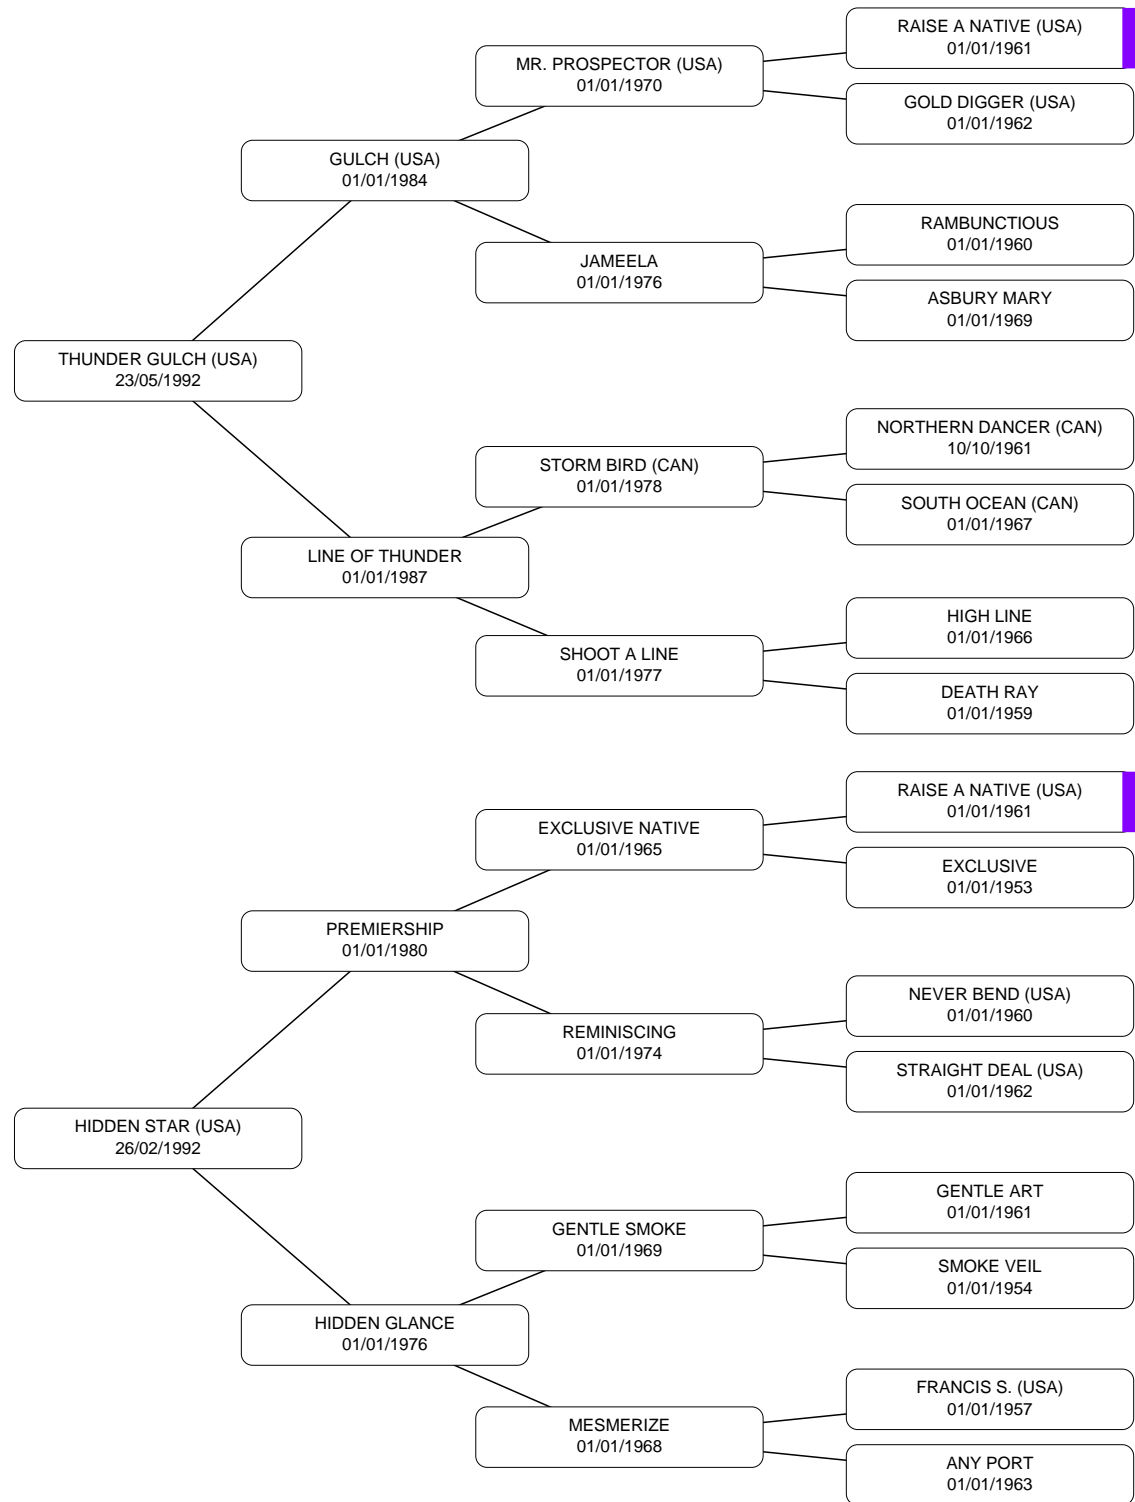 RAISE A NATIVE (USA)
01/01/1961
MR. PROSPECTOR (USA)
01/01/1970
GOLD DIGGER (USA)
01/01/1962
GULCH (USA)
01/01/1984
RAMBUNCTIOUS
01/01/1960
JAMEELA
01/01/1976
ASBURY MARY
01/01/1969
THUNDER GULCH (USA)
23/05/1992
NORTHERN DANCER (CAN)
10/10/1961
STORM BIRD (CAN)
01/01/1978
SOUTH OCEAN (CAN)
01/01/1967
LINE OF THUNDER
01/01/1987
HIGH LINE
01/01/1966
SHOOT A LINE
01/01/1977
DEATH RAY
01/01/1959
RAISE A NATIVE (USA)
01/01/1961
EXCLUSIVE NATIVE
01/01/1965
EXCLUSIVE
01/01/1953
PREMIERSHIP
01/01/1980
NEVER BEND (USA)
01/01/1960
REMINISCING
01/01/1974
STRAIGHT DEAL (USA)
01/01/1962
HIDDEN STAR (USA)
26/02/1992
GENTLE ART
01/01/1961
GENTLE SMOKE
01/01/1969
SMOKE VEIL
01/01/1954
HIDDEN GLANCE
01/01/1976
FRANCIS S. (USA)
01/01/1957
MESMERIZE
01/01/1968
ANY PORT
01/01/1963